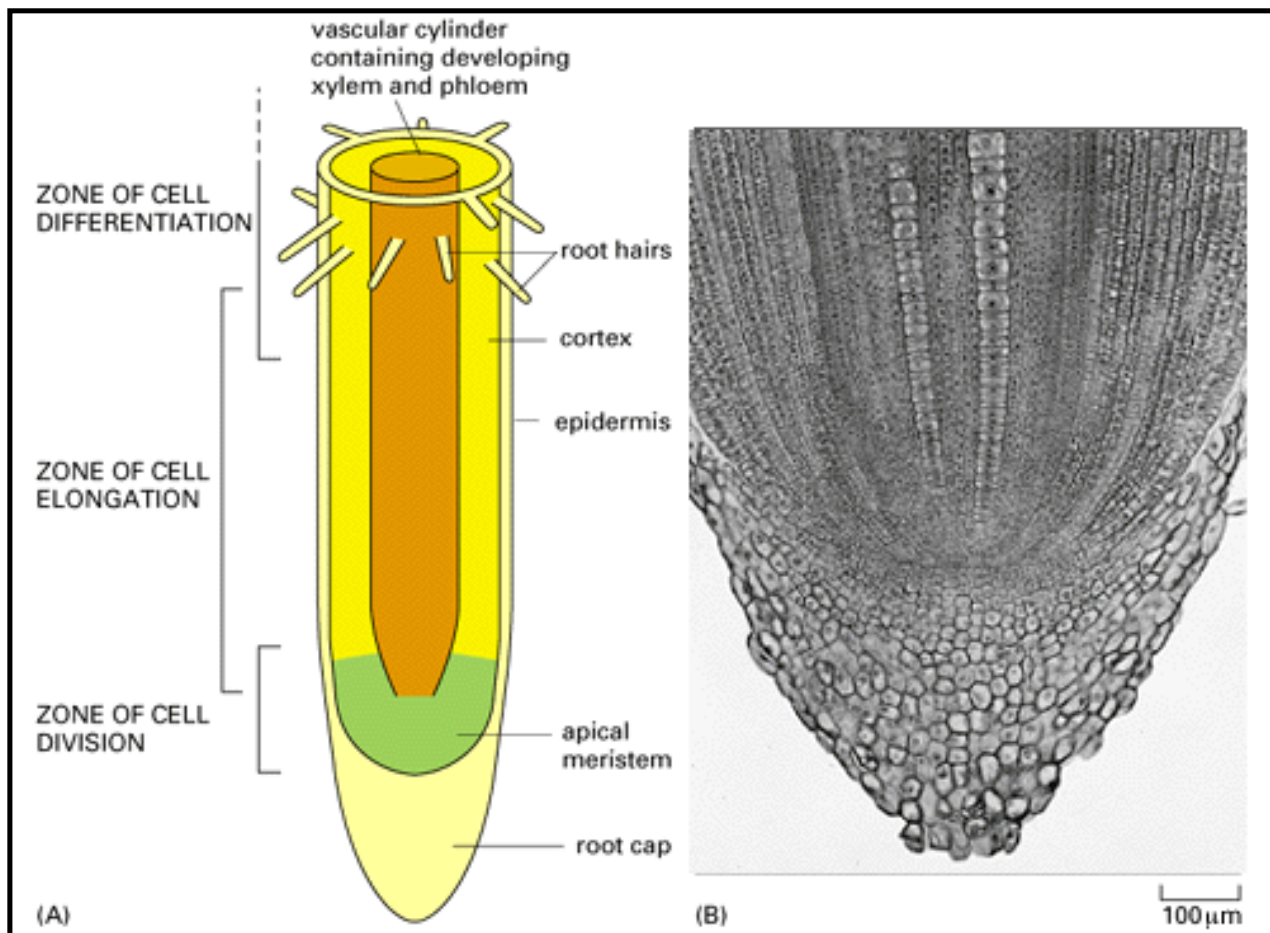 vascular cylinder
containing developing
xylem and phloem
ZONE OF CELL
DIFFERENTIATION
root hairs
cortex
epidermis
ZONE OF CELL
ELONGATION
ZONE OF CELL
DIVISION
apical
meristem
root cap
(A)
(B)
100 μm